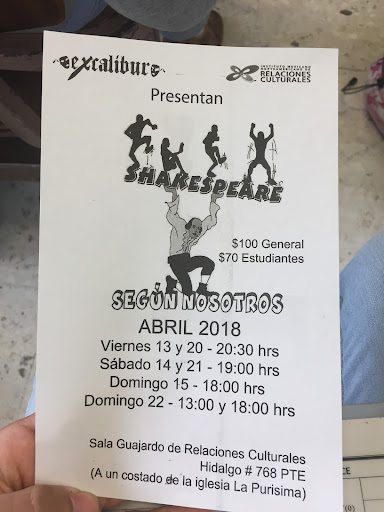 excalibur
INSTITUTO MEXICANO
NORTEAMERICANO DE
RELACIONES
CULTURALES
Presentan
SHAKESPEARE
$100 General
$70 Estudiantes
SEGÚN NOSOTROS
ABRIL 2018
Viernes 13 y 20 - 20:30 hrs
Sábado 14 y 21 - 19:00 hrs
Domingo 15 - 18:00 hrs
Domingo 22 - 13:00 y 18:00 hrs
Sala Guajardo de Relaciones Culturales
Hidalgo # 768 PTE
(A un costado de la iglesia La Purisima)